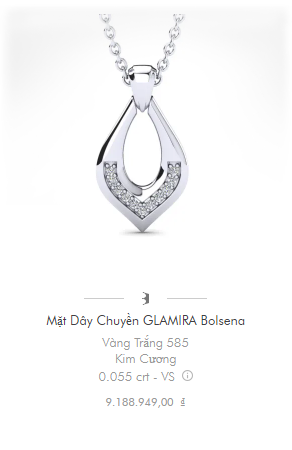 Mặt Dây Chuyền GLAMIRA Bolsena
Vàng Trắng 585
Kim Cương
0.055 crt - VS
9.188.949,00 ₫